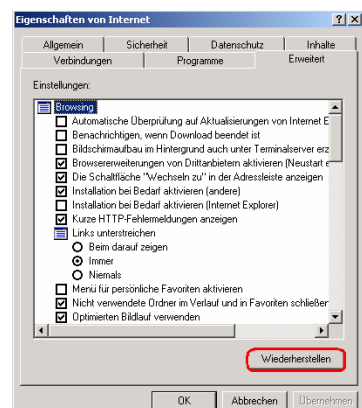 Eigenschaften von Internet
Allgemein Sicherheit Datenschutz Inhalte
Verbindungen Programme Erweitert
Einstellungen:
Browsing
Automatische Überprüfung auf Aktualisierungen von Internet E
Benachrichtigen, wenn Download beendet ist
Bildschirmaufbau im Hintergrund auch unter Terminalserver erz
Browsererweiterungen von Drittanbietern aktivieren (Neustart e
Die Schaltfläche "Wechseln zu" in der Adressleiste anzeigen
Installation bei Bedarf aktivieren (andere)
Installation bei Bedarf aktivieren (Internet Explorer)
Kurze HTTP-Fehlermeldungen anzeigen
Links unterstreichen
Beim darauf zeigen
Immer
Niemals
Menü für persönliche Favoriten aktivieren
Nicht verwendete Ordner im Verlauf und in Favoriten schließen
Optimierten Bildlauf verwenden
Wiederherstellen
OK Abbrechen Übernehmen